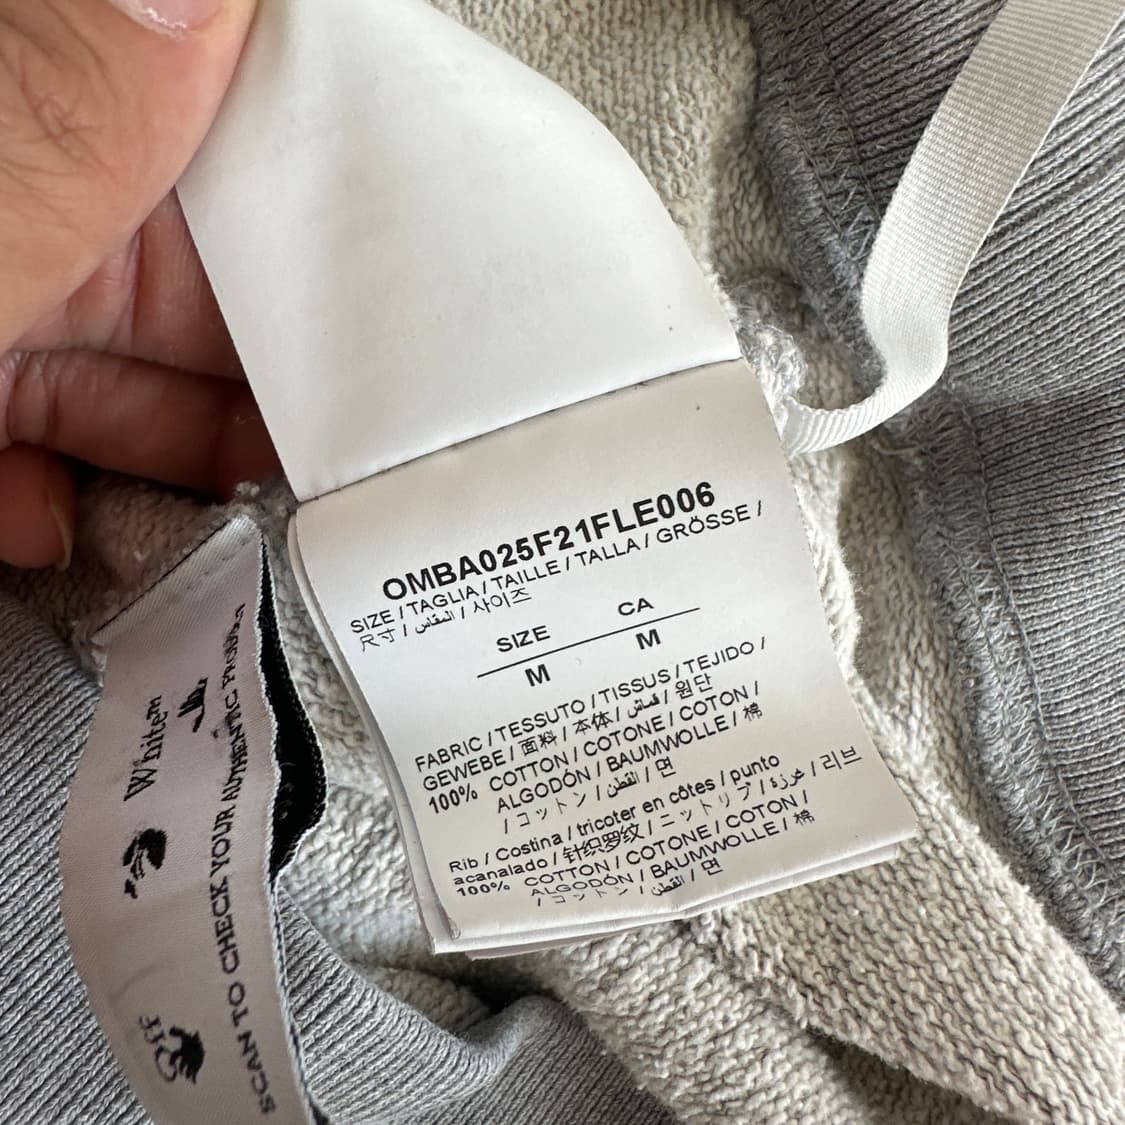 OMBA025F21FLE006
SIZE / TAGLIA / TAILLE / TALLA / GRÖSSE /
尺寸 / المقاس / 사이즈
SIZE CA
M M
FABRIC / TESSUTO / TISSUS / TEJIDO /
GEWEBE / 面料 / 本体 / قماش / 원단
100% COTTON / COTONE / COTON /
ALGODÓN / BAUMWOLLE / 棉
/ コットン / القطن / 면
Rib / Costina / tricoter en côtes / punto
acanalado / 针织罗纹 / ニットリブ / غرزة / 리브
100% COTTON / COTONE / COTON /
ALGODÓN / BAUMWOLLE / 棉
/ コットン / القطن / 면
SCAN TO CHECK YOUR AUTHENTIC